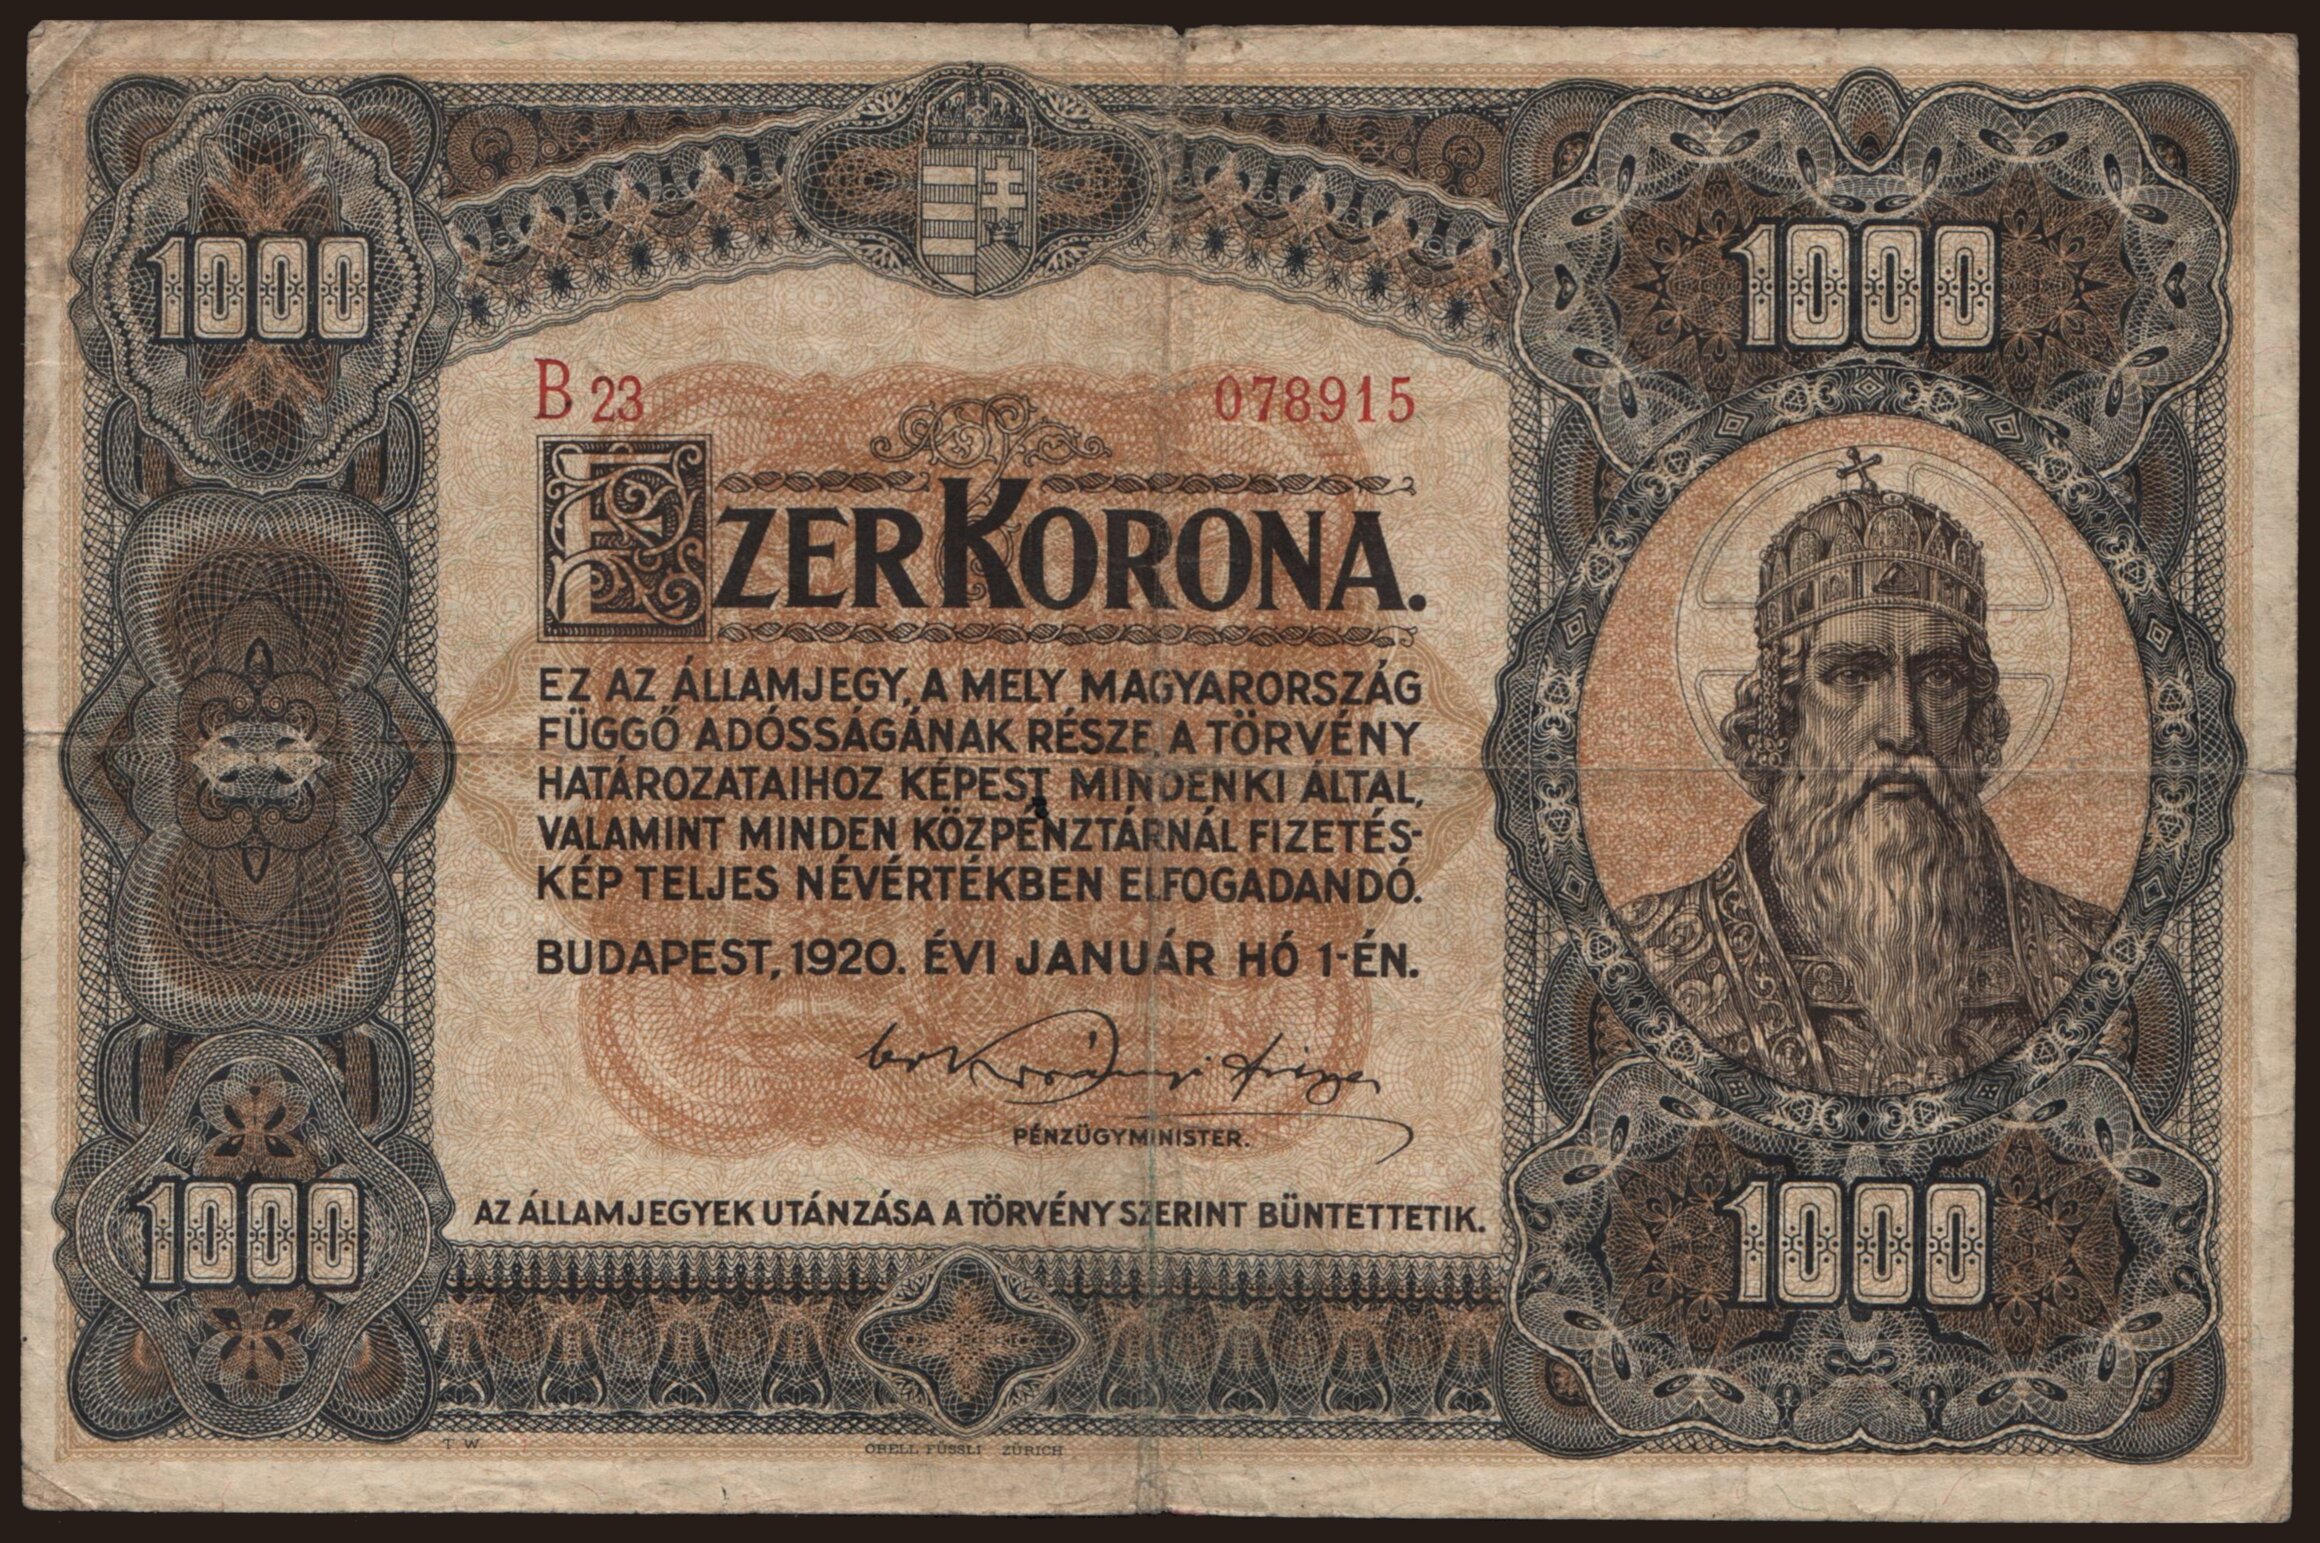 1000
1000
B 23 078915
EZER KORONA.
EZ AZ ÁLLAMJEGY, A MELY MAGYARORSZÁG
FÜGGŐ ADÓSSÁGÁNAK RÉSZE, A TÖRVÉNY
HATÁROZATAIHOZ KÉPEST MINDENKI ÁLTAL,
VALAMINT MINDEN KÖZPÉNZTÁRNÁL FIZETÉS-
KÉP TELJES NÉVÉRTÉKBEN ELFOGADANDÓ.
BUDAPEST, 1920. ÉVI JANUÁR HÓ 1-ÉN.
PÉNZÜGYMINISTER.
AZ ÁLLAMJEGYEK UTÁNZÁSA A TÖRVÉNY SZERINT BÜNTETTETIK.
1000
1000
T W ORELL FÜSSLI ZÜRICH